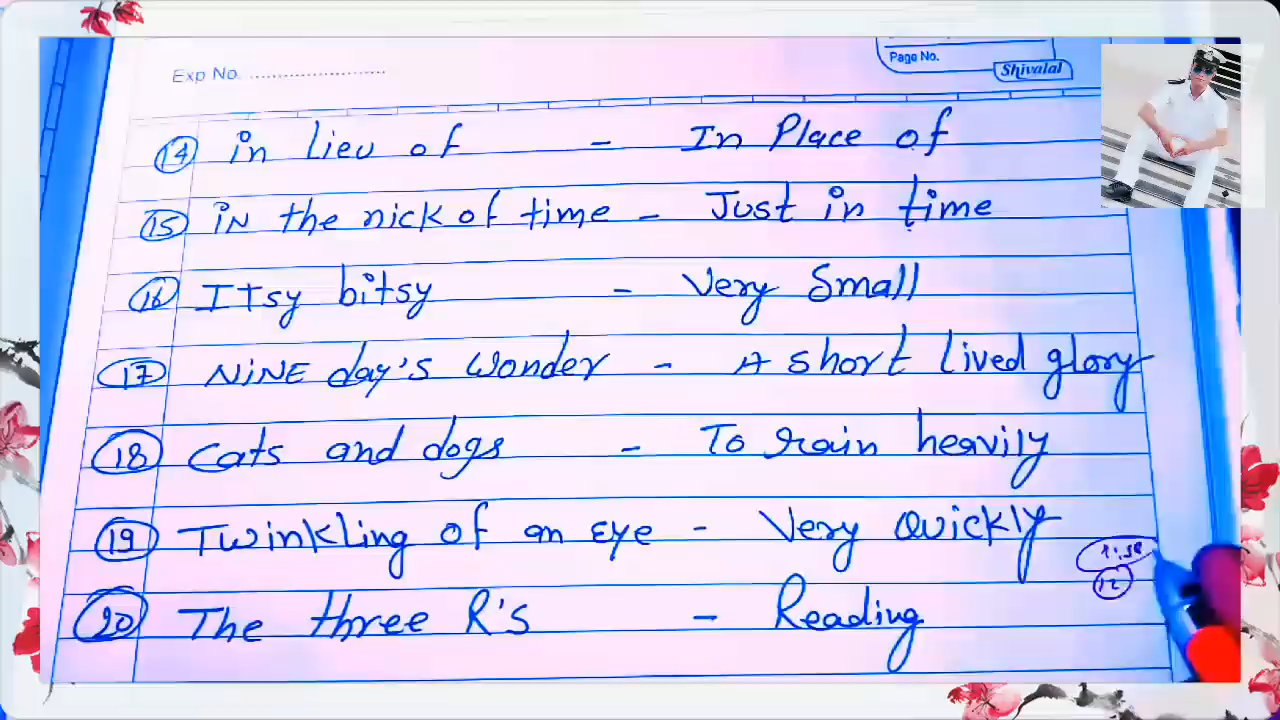 Exp No. ..............................
Page No.
Shivalal
14 in lieu of - In Place of
15 iN the nick of time - Just in time
16 ITsy bitsy - Very Small
17 NiNE day's Wonder - A short lived glory
18 Cats and dogs - To rain heavily
19 Twinkling of an Eye - Very Quickly
20 The three R'S - Reading
12